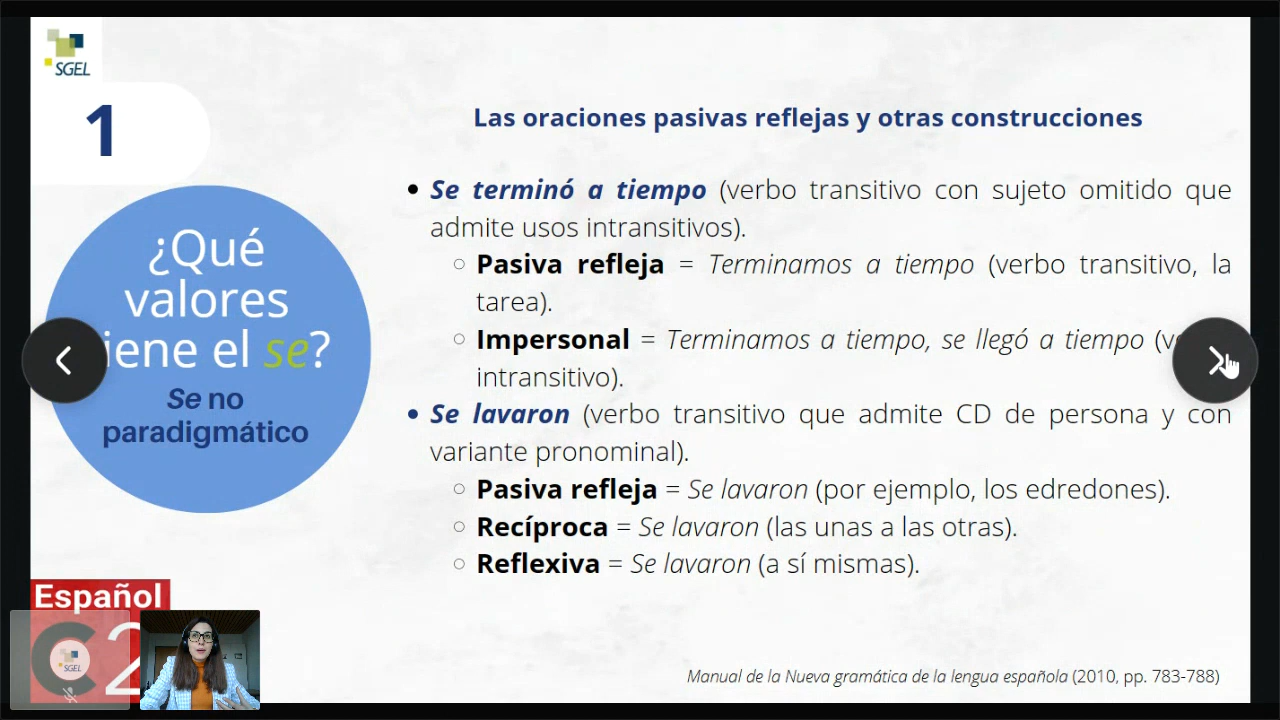 SGEL
1
Las oraciones pasivas reflejas y otras construcciones
Se terminó a tiempo (verbo transitivo con sujeto omitido que
admite usos intransitivos).
Pasiva refleja = Terminamos a tiempo (verbo transitivo, la
tarea).
Impersonal = Terminamos a tiempo, se llegó a tiempo
intransitivo).
Se lavaron (verbo transitivo que admite CD de persona y con
variante pronominal).
Pasiva refleja = Se lavaron (por ejemplo, los edredones).
Recíproca = Se lavaron (las unas a las otras).
Reflexiva = Se lavaron (a sí mismas).
¿Qué
valores
iene el se?
Se no
paradigmático
Español
C2
SGEL
Manual de la Nueva gramática de la lengua española (2010, pp. 783-788)